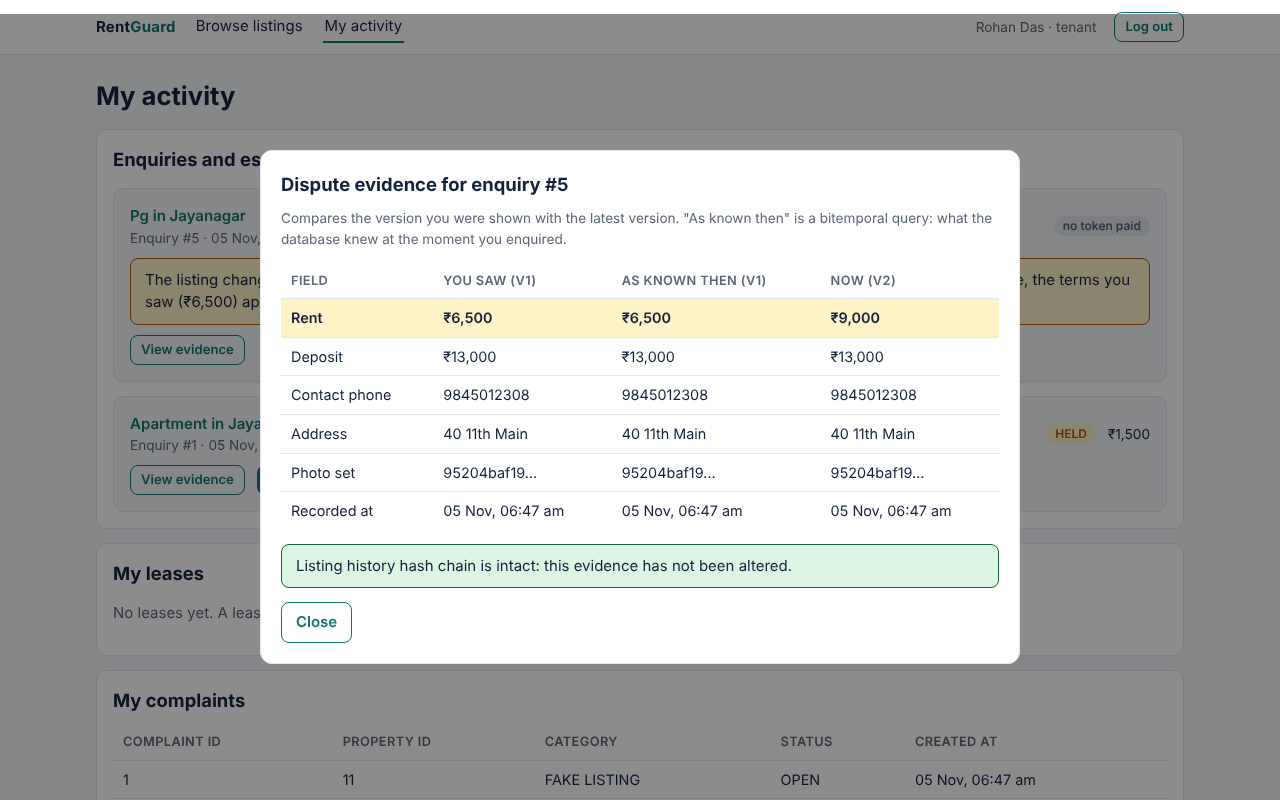 RentGuard Browse listings My activity Rohan Das · tenant Log out
My activity
Enquiries and es
Pg in Jayanagar no token paid
Enquiry #5 · 05 Nov,
The listing chang e, the terms you
saw (₹6,500) ap
View evidence
Apartment in Jaya
Enquiry #1 · 05 Nov, HELD ₹1,500
View evidence
My leases
No leases yet. A leas
My complaints
COMPLAINT ID PROPERTY ID CATEGORY STATUS CREATED AT
1 11 FAKE LISTING OPEN 05 Nov, 06:47 am
Dispute evidence for enquiry #5
Compares the version you were shown with the latest version. "As known then" is a bitemporal query: what the
database knew at the moment you enquired.
FIELD YOU SAW (V1) AS KNOWN THEN (V1) NOW (V2)
Rent ₹6,500 ₹6,500 ₹9,000
Deposit ₹13,000 ₹13,000 ₹13,000
Contact phone 9845012308 9845012308 9845012308
Address 40 11th Main 40 11th Main 40 11th Main
Photo set 95204baf19... 95204baf19... 95204baf19...
Recorded at 05 Nov, 06:47 am 05 Nov, 06:47 am 05 Nov, 06:47 am
Listing history hash chain is intact: this evidence has not been altered.
Close